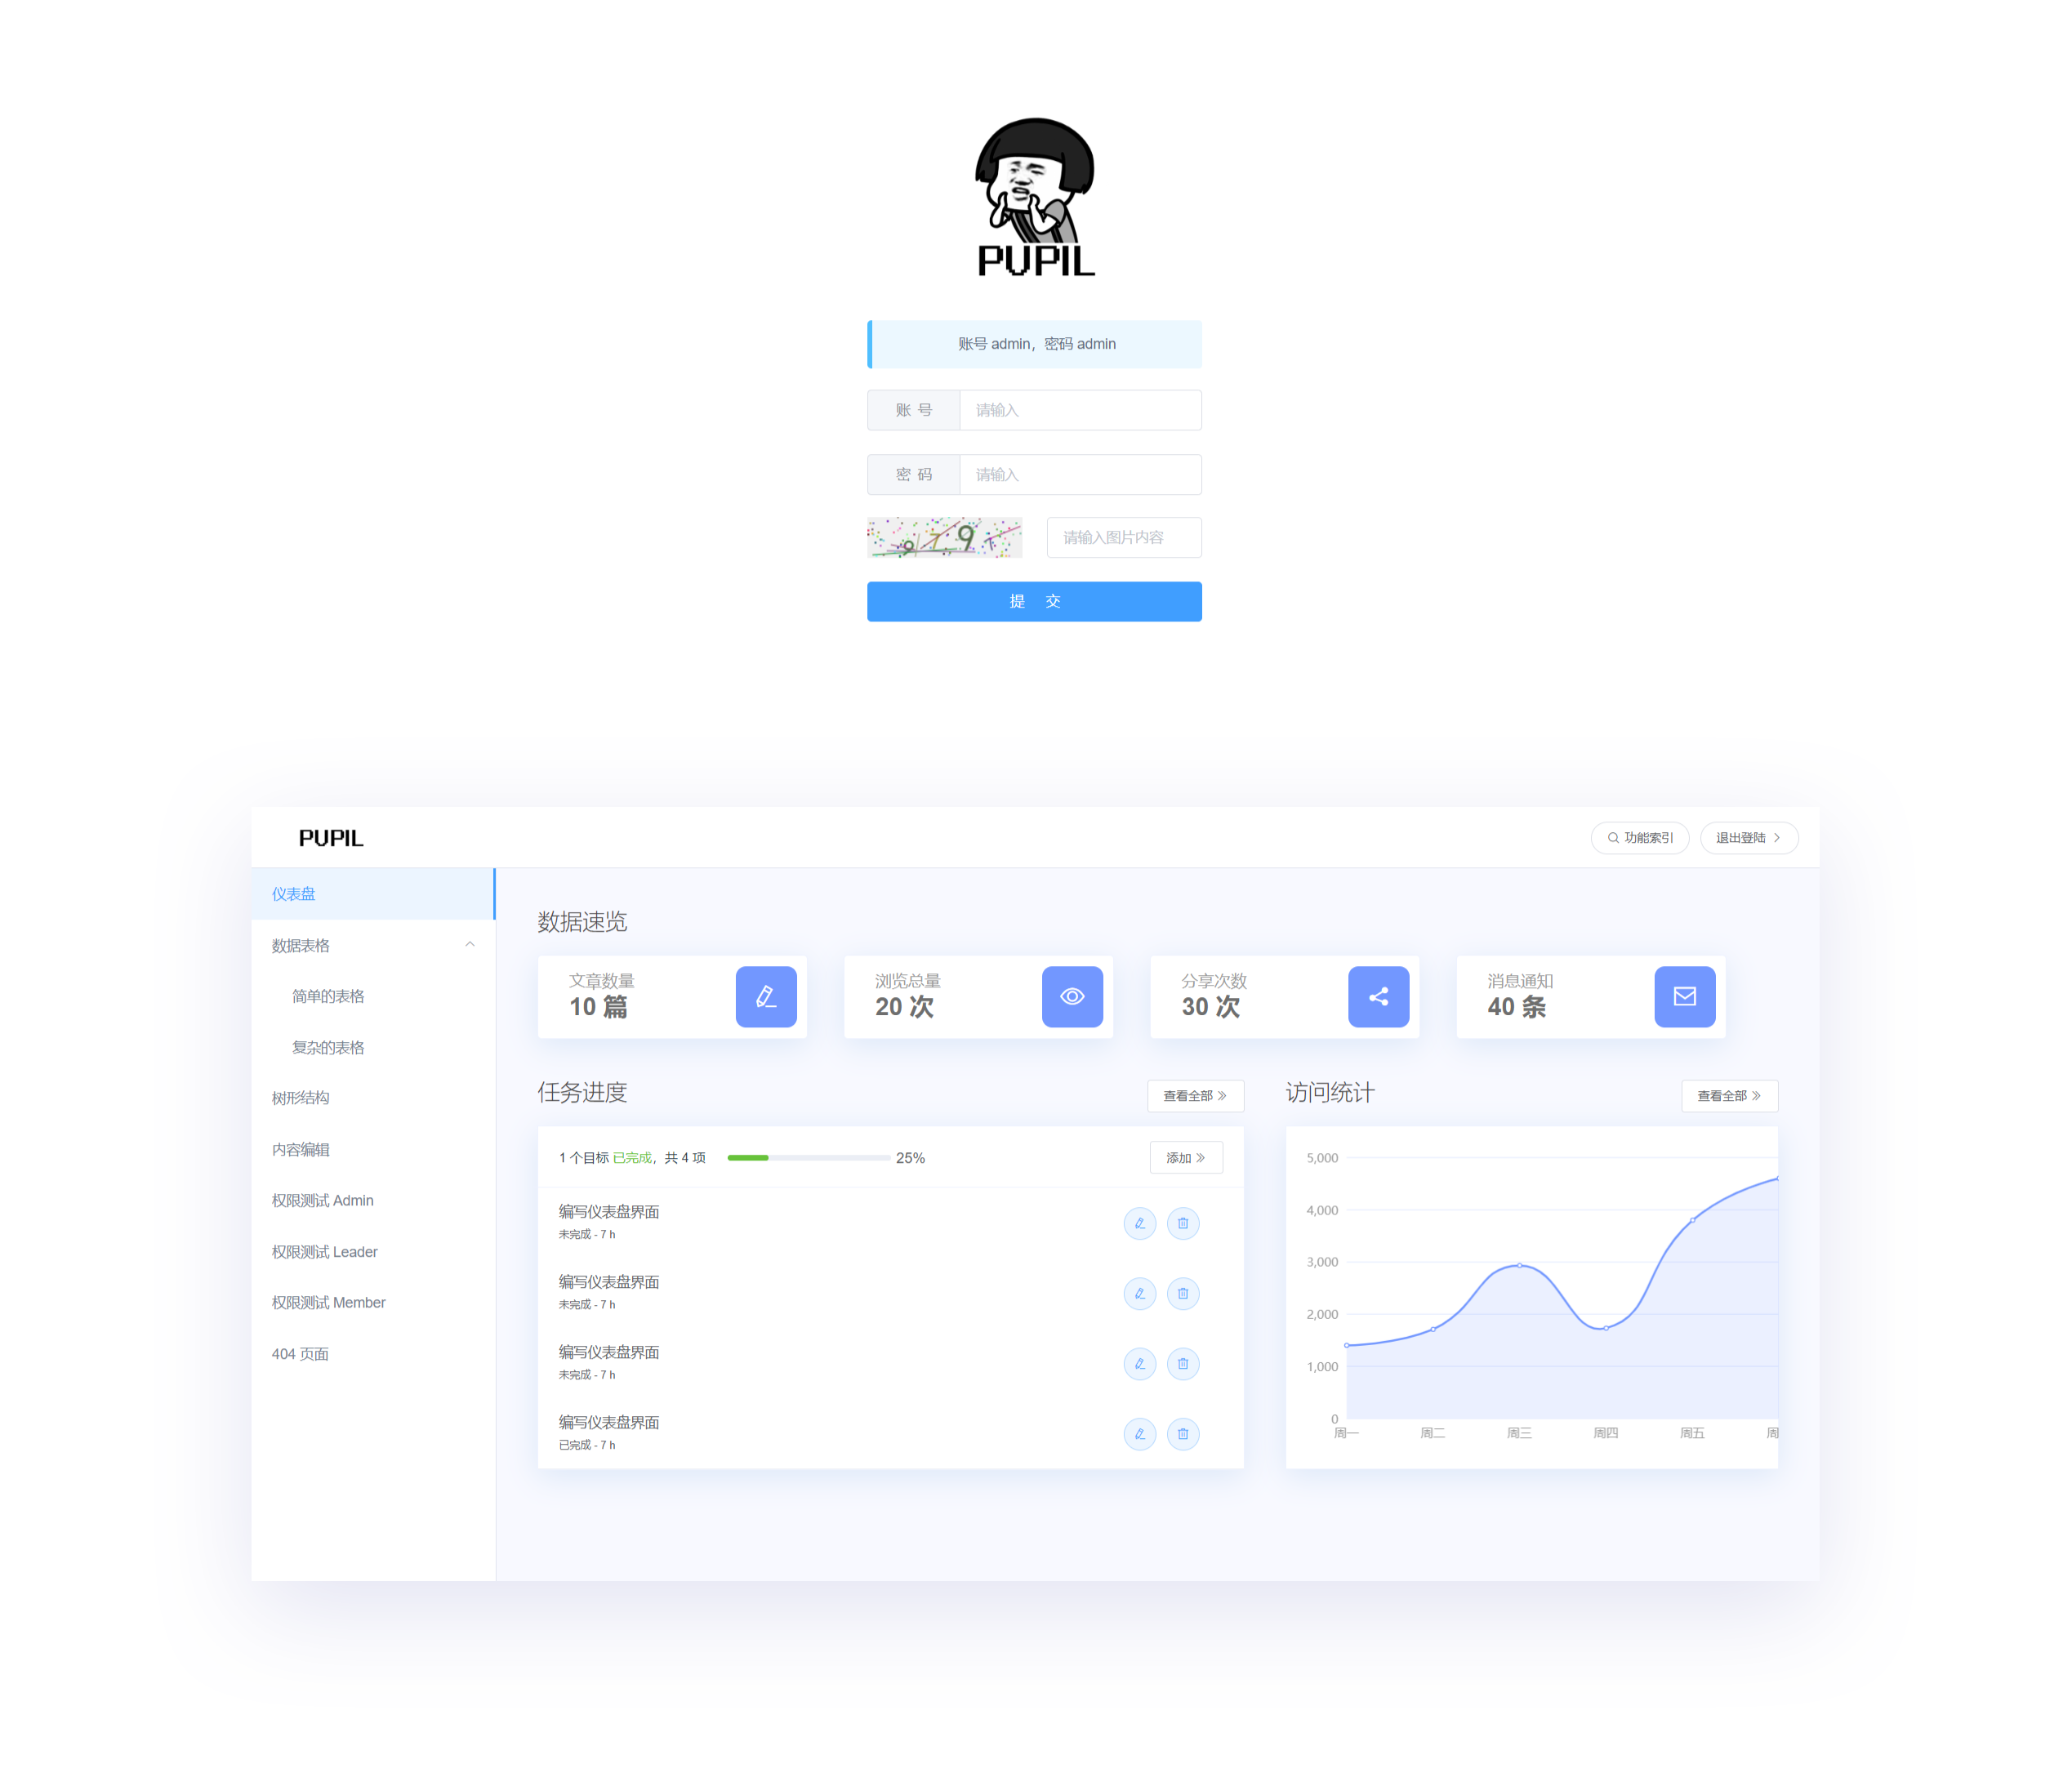 PUPIL
账号 admin，密码 admin
账 号 请输入
密 码 请输入
请输入图片内容
提 交
PUPIL
功能索引 退出登陆
仪表盘
数据表格
简单的表格
复杂的表格
树形结构
内容编辑
权限测试 Admin
权限测试 Leader
权限测试 Member
404 页面
数据速览
文章数量
10 篇
浏览总量
20 次
分享次数
30 次
消息通知
40 条
任务进度 查看全部
1 个目标 已完成，共 4 项 25% 添加
编写仪表盘界面
未完成 - 7 h
编写仪表盘界面
未完成 - 7 h
编写仪表盘界面
未完成 - 7 h
编写仪表盘界面
已完成 - 7 h
访问统计 查看全部
5,000
4,000
3,000
2,000
1,000
0
周一 周二 周三 周四 周五 周